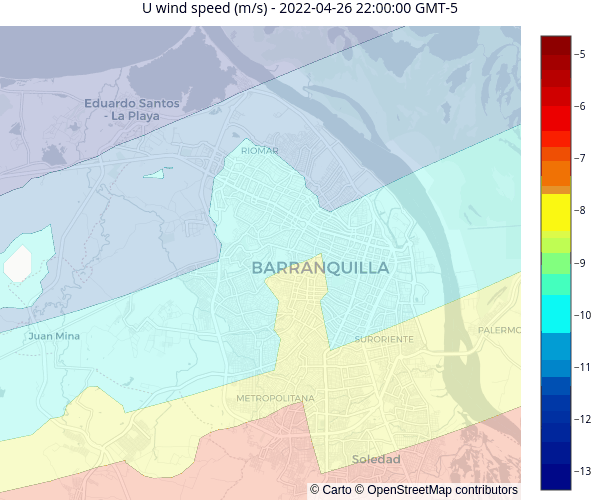 U wind speed (m/s) - 2022-04-26 22:00:00 GMT-5
Eduardo Santos
- La Playa
RIOMAR
BARRANQUILLA
Juan Mina
SURORIENTE
PALERMO
METROPOLITANA
Soledad
© Carto © OpenStreetMap contributors
−5
−6
−7
−8
−9
−10
−11
−12
−13